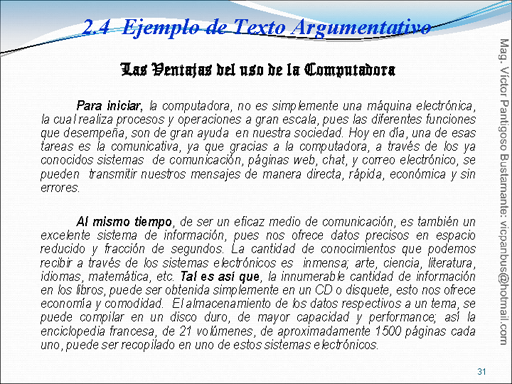 2.4 Ejemplo de Texto Argumentativo
Las Ventajas del uso de la Computadora
Para iniciar, la computadora, no es simplemente una máquina electrónica,
la cual realiza procesos y operaciones a gran escala, pues las diferentes funciones
que desempeña, son de gran ayuda en nuestra sociedad. Hoy en día, una de esas
tareas es la comunicativa, ya que gracias a la computadora, a través de los ya
conocidos sistemas de comunicación, páginas web, chat, y correo electrónico, se
pueden transmitir nuestros mensajes de manera directa, rápida, económica y sin
errores.
Al mismo tiempo, de ser un eficaz medio de comunicación, es también un
excelente sistema de información, pues nos ofrece datos precisos en espacio
reducido y fracción de segundos. La cantidad de conocimientos que podemos
recibir a través de los sistemas electrónicos es inmensa; arte, ciencia, literatura,
idiomas, matemática, etc. Tal es así que, la innumerable cantidad de información
en los libros, puede ser obtenida simplemente en un CD o disquete, esto nos ofrece
economía y comodidad. El almacenamiento de los datos respectivos a un tema, se
puede compilar en un disco duro, de mayor capacidad y performance; así la
enciclopedia francesa, de 21 volúmenes, de aproximadamente 1500 páginas cada
uno, puede ser recopilado en uno de estos sistemas electrónicos.
Mag. Víctor Pantigoso Bustamante: vicpanbus@hotmail.com
31